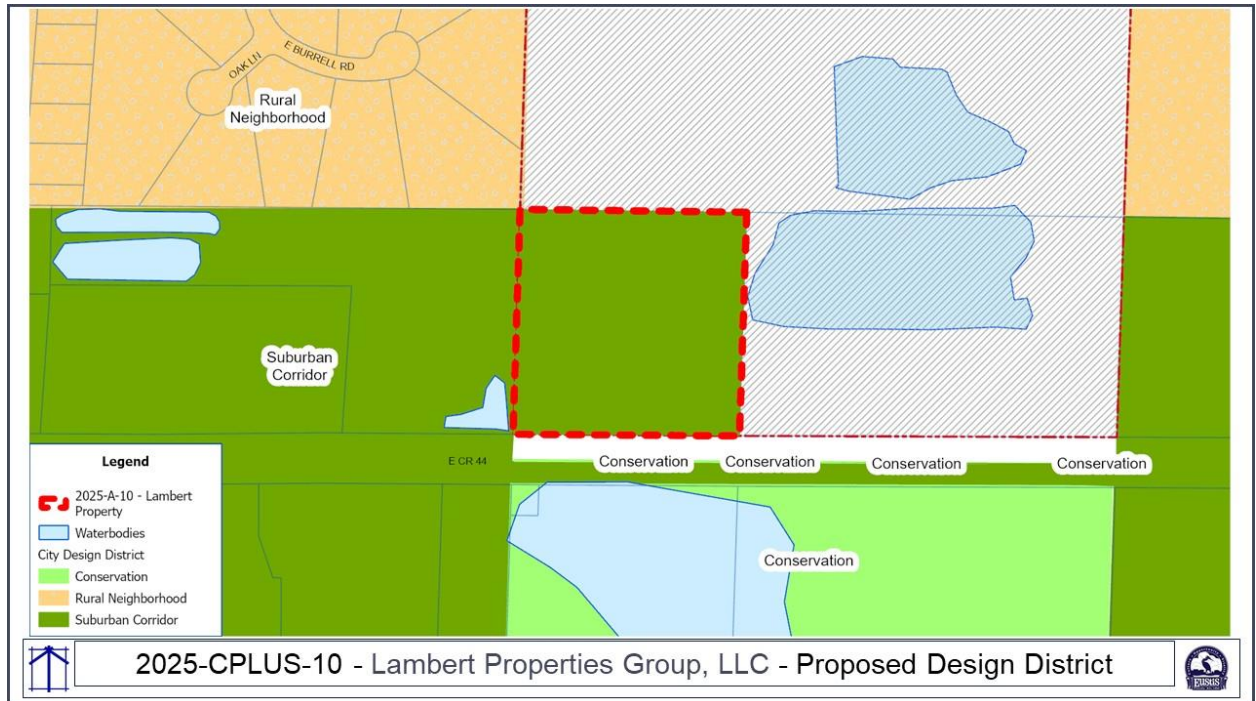 OAK LN
E BURRELL RD
Rural
Neighborhood
Suburban
Corridor
E CR 44
Conservation
Conservation
Conservation
Conservation
Conservation
Legend
2025-A-10 - Lambert
Property
Waterbodies
City Design District
Conservation
Rural Neighborhood
Suburban Corridor
2025-CPLUS-10 - Lambert Properties Group, LLC - Proposed Design District